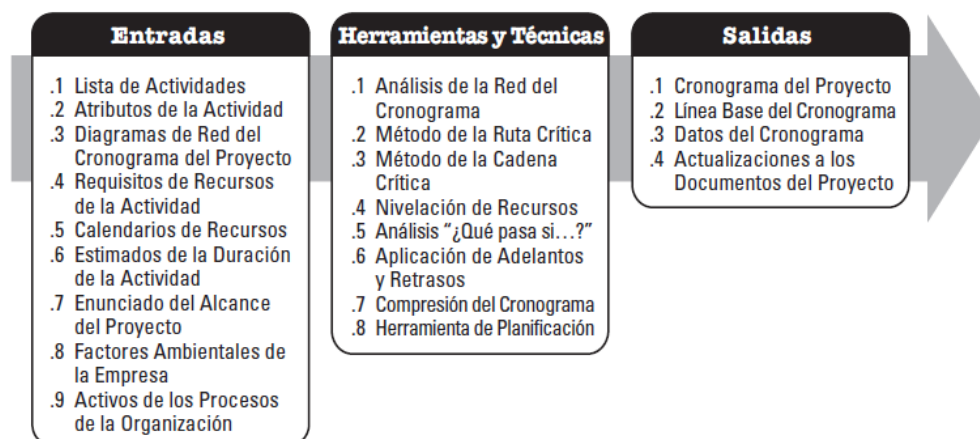 Entradas
.1 Lista de Actividades
.2 Atributos de la Actividad
.3 Diagramas de Red del
Cronograma del Proyecto
.4 Requisitos de Recursos
de la Actividad
.5 Calendarios de Recursos
.6 Estimados de la Duración
de la Actividad
.7 Enunciado del Alcance
del Proyecto
.8 Factores Ambientales de
la Empresa
.9 Activos de los Procesos
de la Organización
Herramientas y Técnicas
.1 Análisis de la Red del
Cronograma
.2 Método de la Ruta Crítica
.3 Método de la Cadena
Crítica
.4 Nivelación de Recursos
.5 Análisis “¿Qué pasa si...?”
.6 Aplicación de Adelantos
y Retrasos
.7 Compresión del Cronograma
.8 Herramienta de Planificación
Salidas
.1 Cronograma del Proyecto
.2 Línea Base del Cronograma
.3 Datos del Cronograma
.4 Actualizaciones a los
Documentos del Proyecto